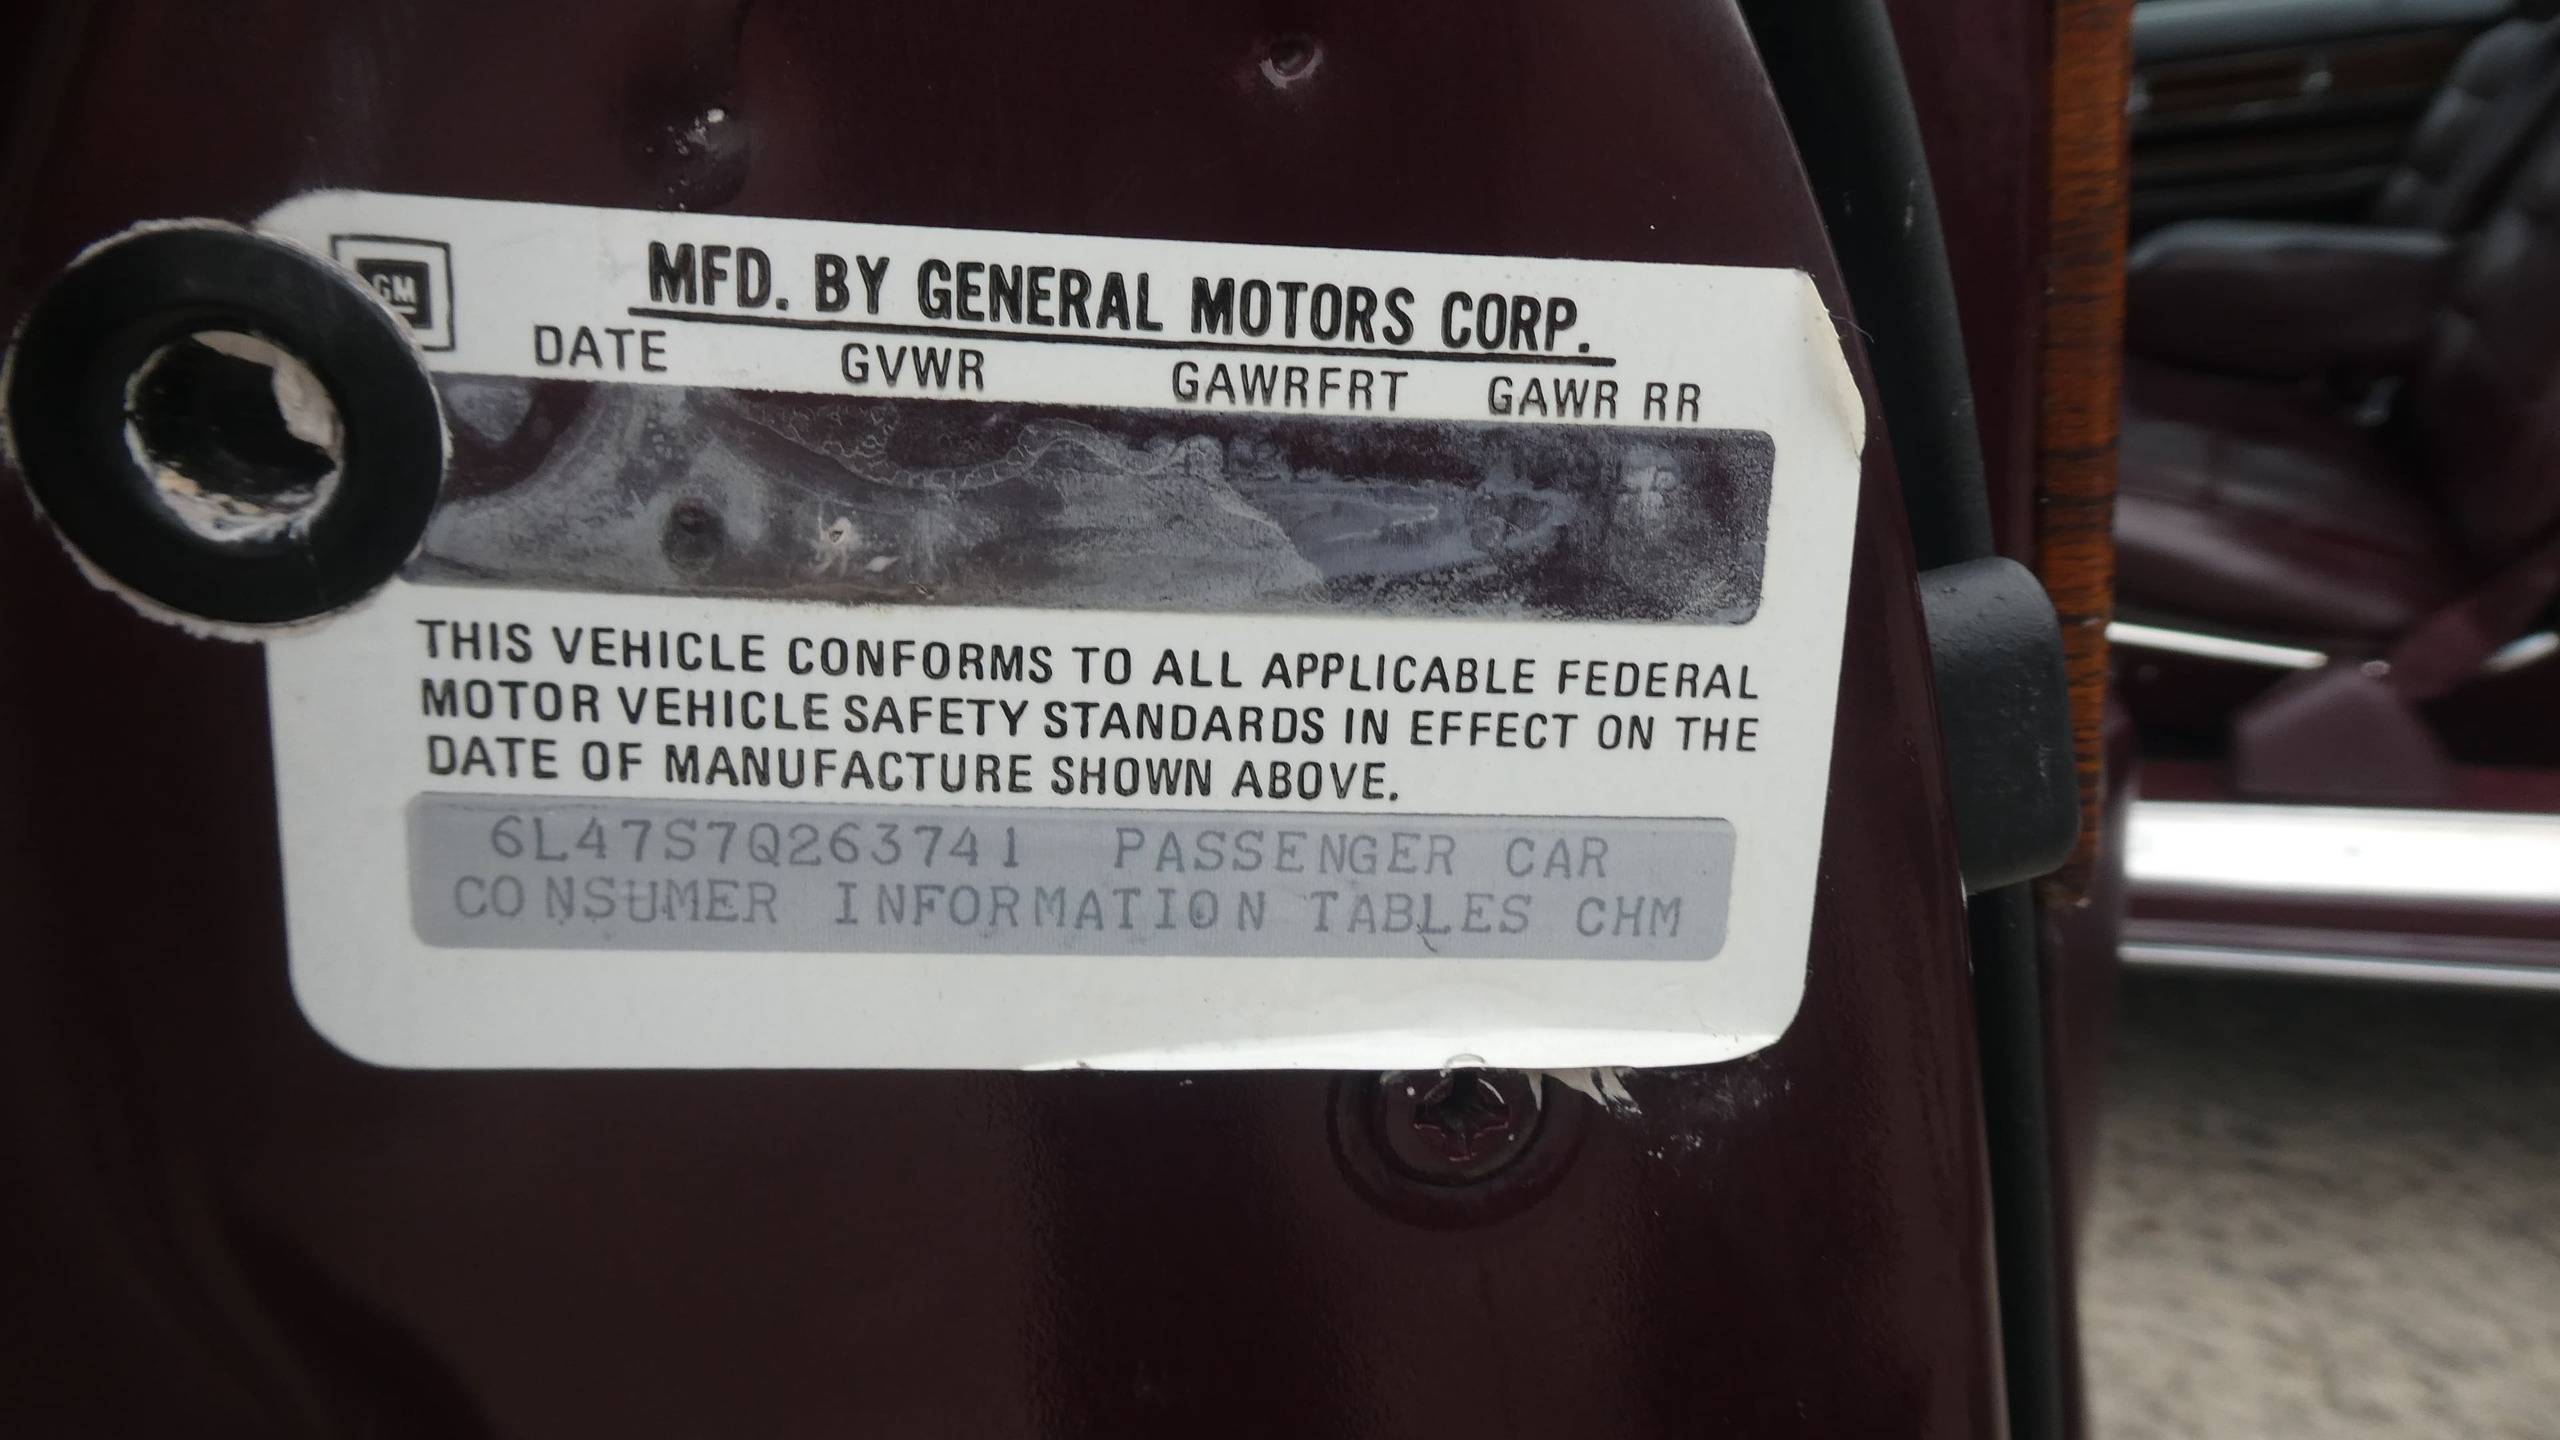 GM
MFD. BY GENERAL MOTORS CORP.
DATE GVWR GAWRFRT GAWR RR
THIS VEHICLE CONFORMS TO ALL APPLICABLE FEDERAL
MOTOR VEHICLE SAFETY STANDARDS IN EFFECT ON THE
DATE OF MANUFACTURE SHOWN ABOVE.
6L47S7Q263741 PASSENGER CAR
CONSUMER INFORMATION TABLES CHM